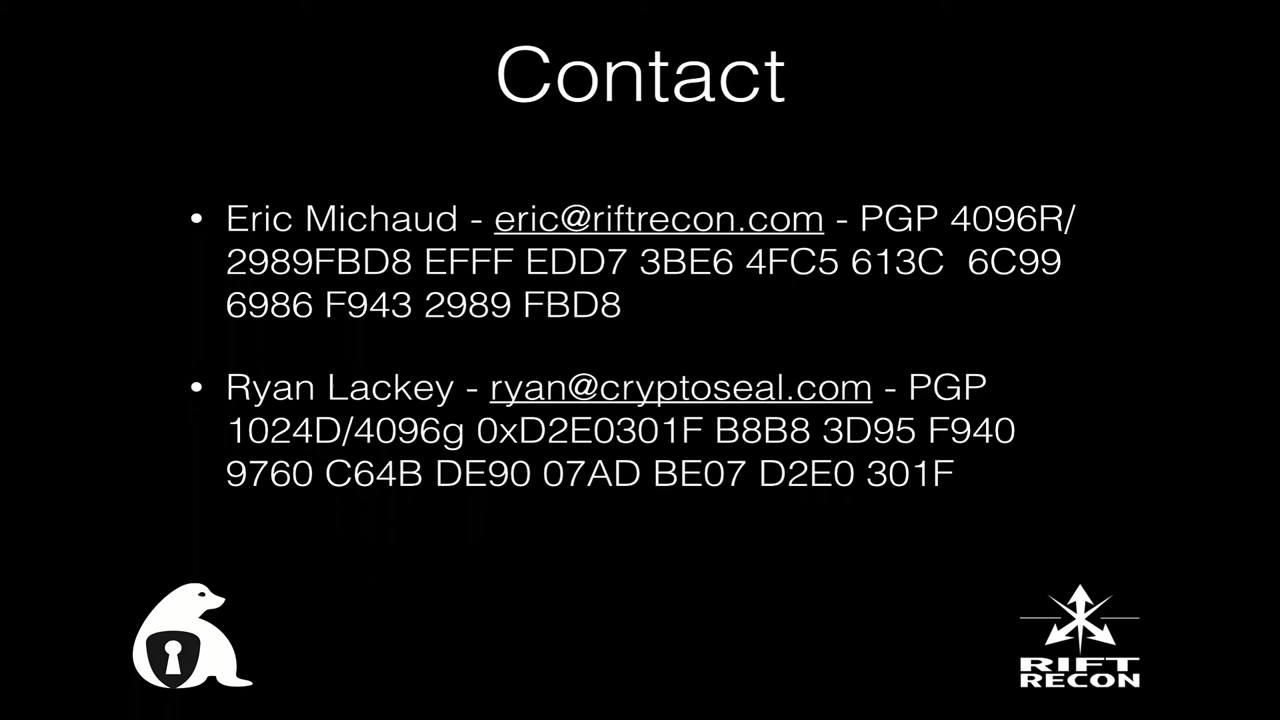 Contact
• Eric Michaud - eric@riftrecon.com - PGP 4096R/
2989FBD8 EFFF EDD7 3BE6 4FC5 613C  6C99
6986 F943 2989 FBD8
• Ryan Lackey - ryan@cryptoseal.com - PGP
1024D/4096g 0xD2E0301F B8B8 3D95 F940
9760 C64B DE90 07AD BE07 D2E0 301F
RIFT
RECON